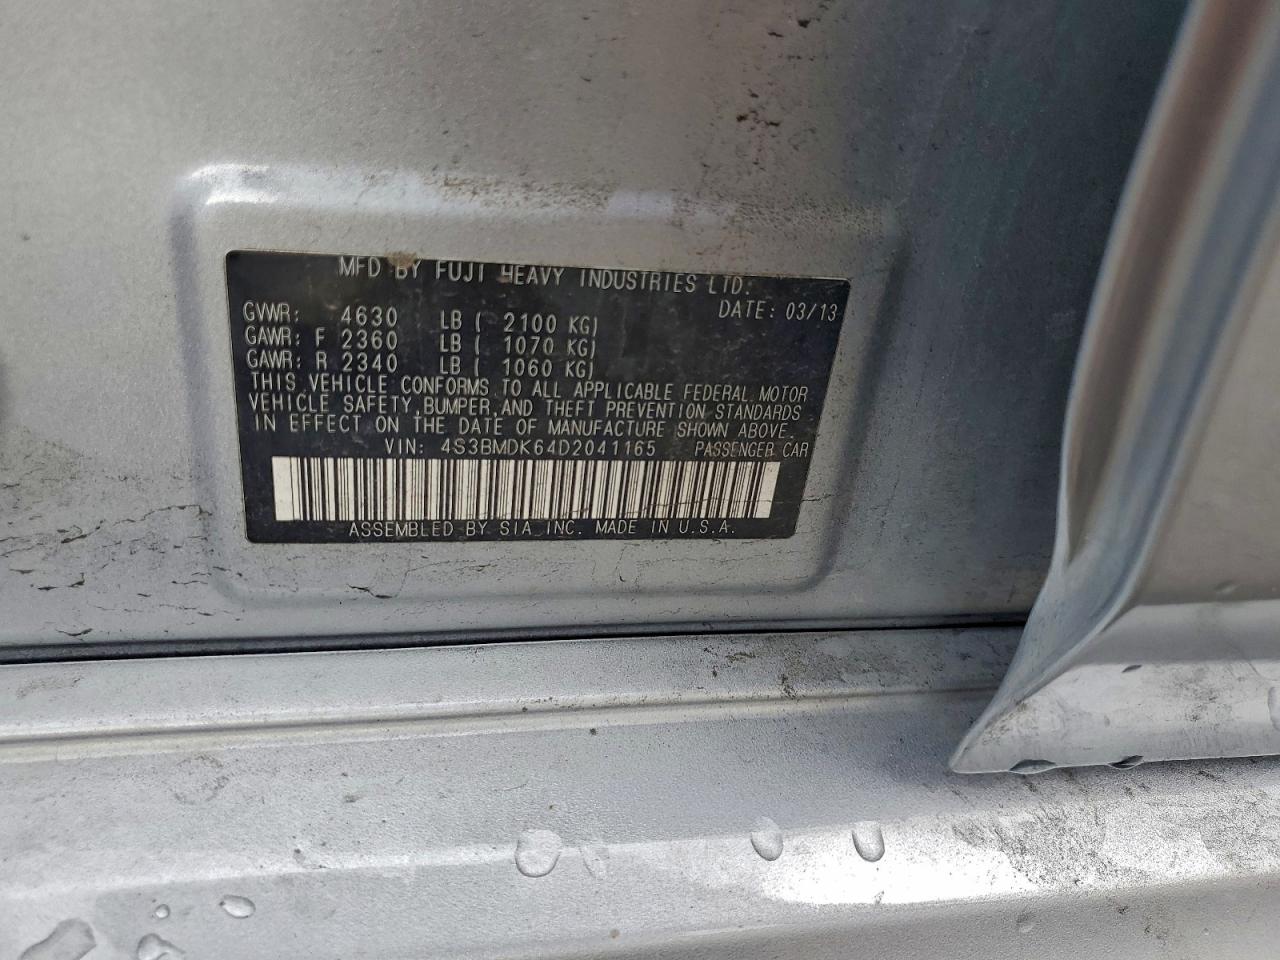 MFD BY FUJI HEAVY INDUSTRIES LTD.
DATE: 03/13
GVWR: 4630 LB ( 2100 KG)
GAWR: F 2360 LB ( 1070 KG)
GAWR: R 2340 LB ( 1060 KG)
THIS VEHICLE CONFORMS TO ALL APPLICABLE FEDERAL MOTOR
VEHICLE SAFETY, BUMPER, AND THEFT PREVENTION STANDARDS
IN EFFECT ON THE DATE OF MANUFACTURE SHOWN ABOVE.
VIN: 4S3BMDK64D2041165 PASSENGER CAR
ASSEMBLED BY SIA INC. MADE IN U.S.A.